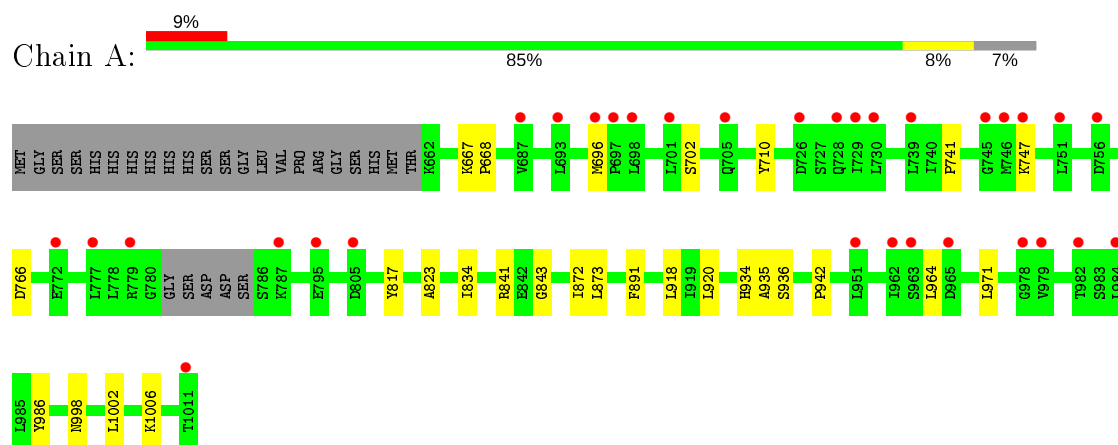 9%
Chain A:
85% 8% 7%
MET GLY SER SER HIS HIS HIS HIS HIS HIS SER SER GLY LEU VAL PRO ARG GLY SER HIS MET THR K662 K667 P668 V687 L693 M696 P697 L698 L701 S702 Q705 Y710 D726 S727 Q728 I729 L730 L739 I740 P741 G745 M746 K747 L751 D756
D766 E772 L777 L778 R779 G780 GLY SER ASP ASP SER S786 K787 E795 D805 Y817 A823 I834 R841 E842 G843 I872 L873 F891 L918 I919 L920 H934 A935 S936 P942 L951 I962 S963 L964 D965 L971 G978 V979 T982 S983
L985 Y986 N998 L1002 K1006 T1011